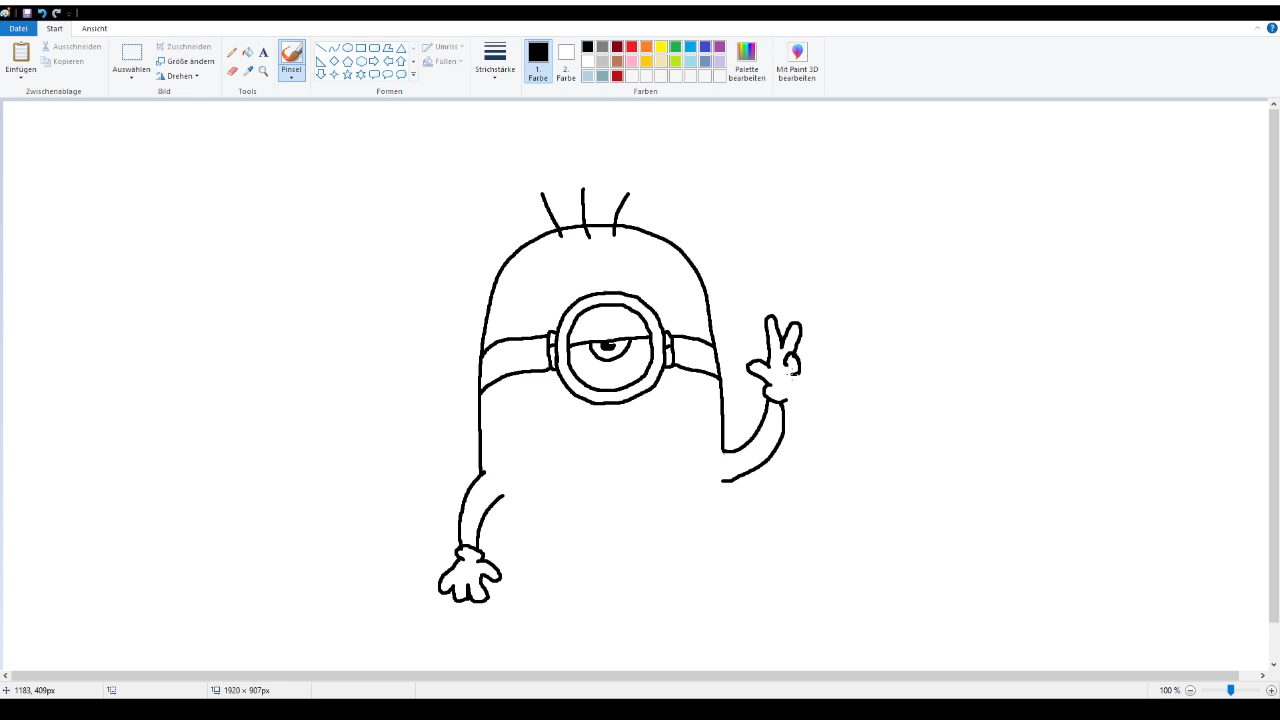 Datei Start Ansicht
Einfügen
Ausschneiden
Kopieren
Zwischenablage
Auswählen
Zuschneiden
Größe ändern
Drehen
Bild
A
Tools
Pinsel
Umriss
Füllen
Formen
Strichstärke
1.
Farbe
2.
Farbe
Palette
bearbeiten
Farben
Mit Paint 3D
bearbeiten
1183, 409px
1920 × 907px
100 %